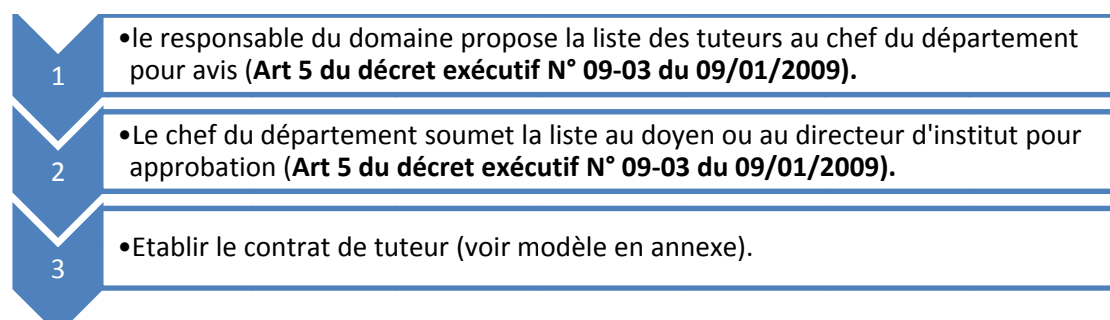 1
•le responsable du domaine propose la liste des tuteurs au chef du département
pour avis (Art 5 du décret exécutif N° 09-03 du 09/01/2009).
2
•Le chef du département soumet la liste au doyen ou au directeur d'institut pour
approbation (Art 5 du décret exécutif N° 09-03 du 09/01/2009).
3
•Etablir le contrat de tuteur (voir modèle en annexe).